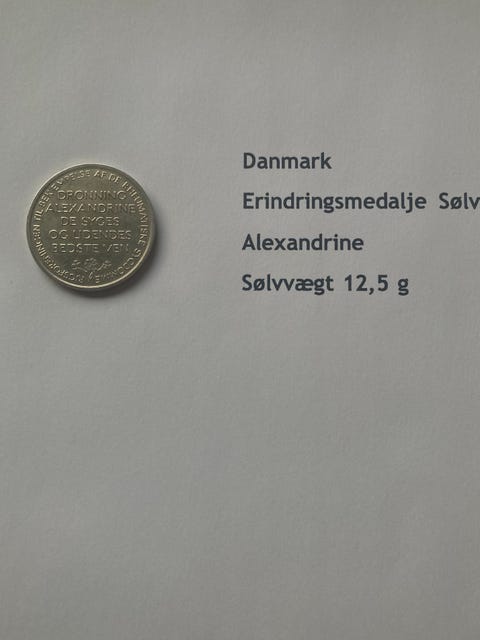 DRONNING
ALEXANDRINE
DE SYGES
OG LIDENDES
BEDSTE VEN
Danmark
Erindringsmedalje Sølv
Alexandrine
Sølvvægt 12,5 g